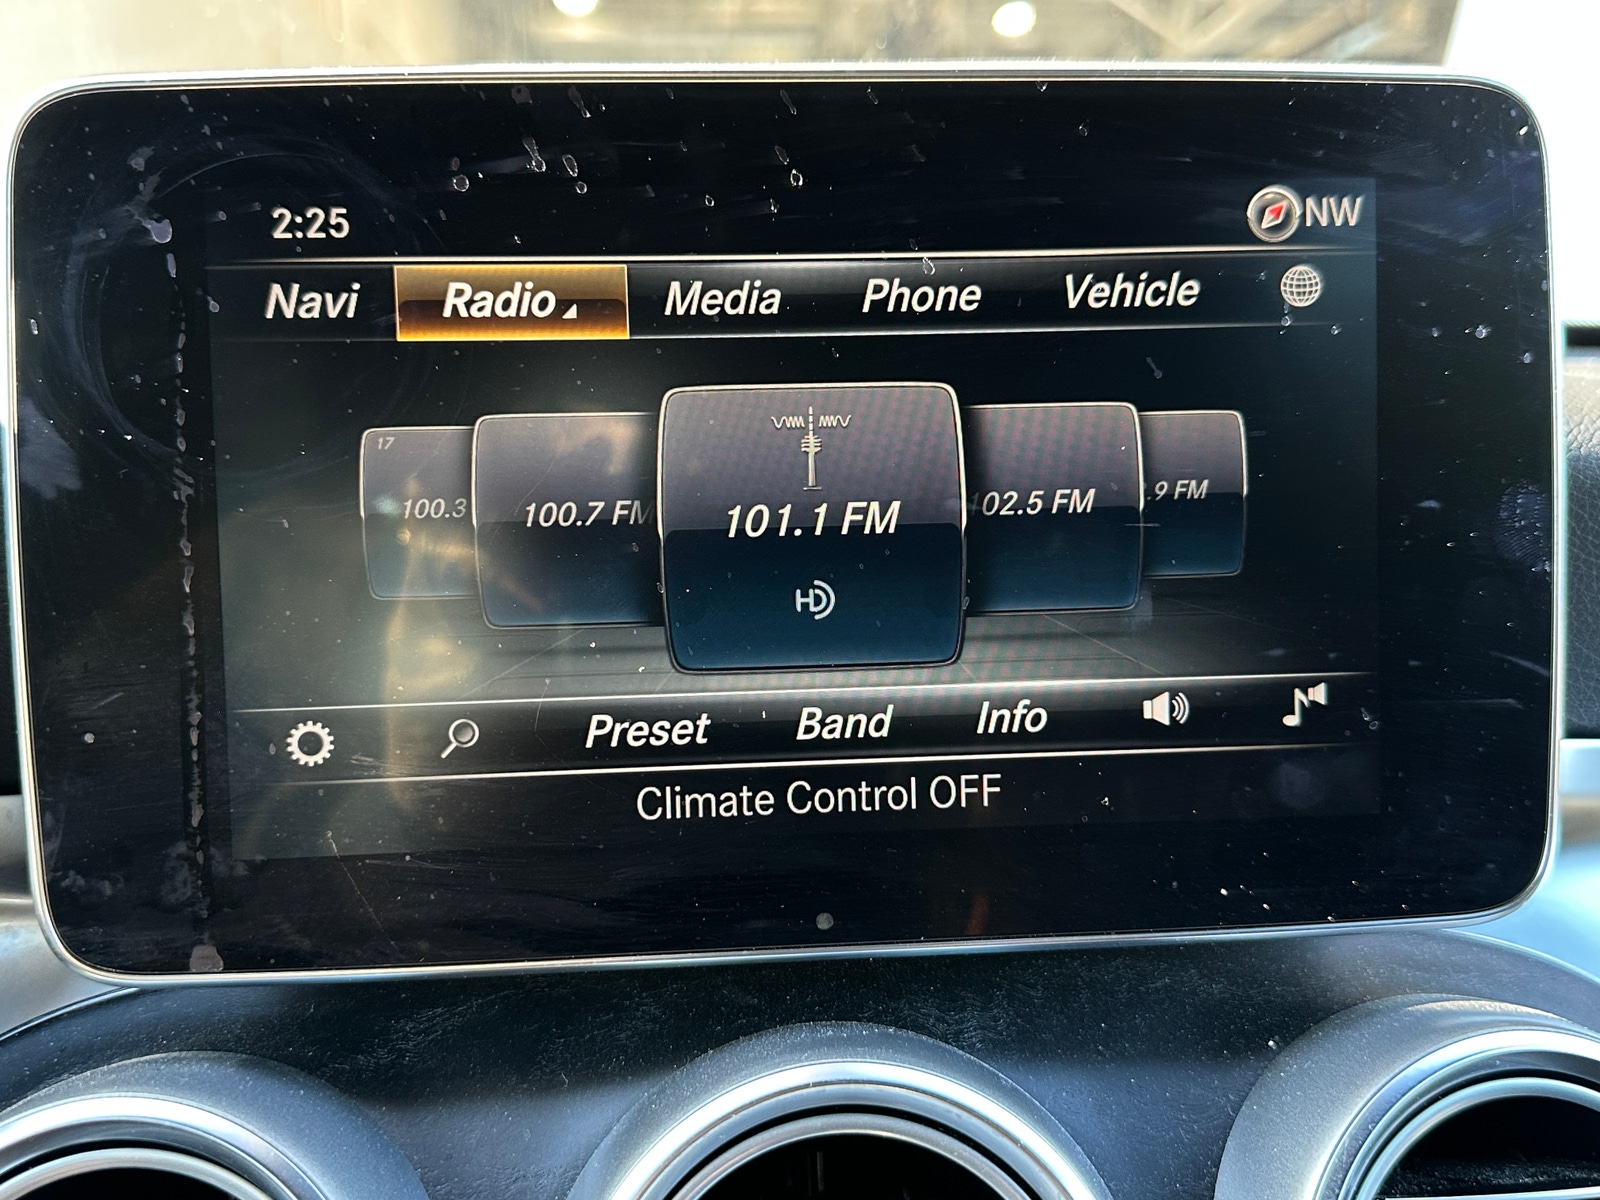 2:25 NW
Navi Radio Media Phone Vehicle
17
100.3 100.7 FM 101.1 FM 02.5 FM .9 FM
HD
Preset Band Info
Climate Control OFF